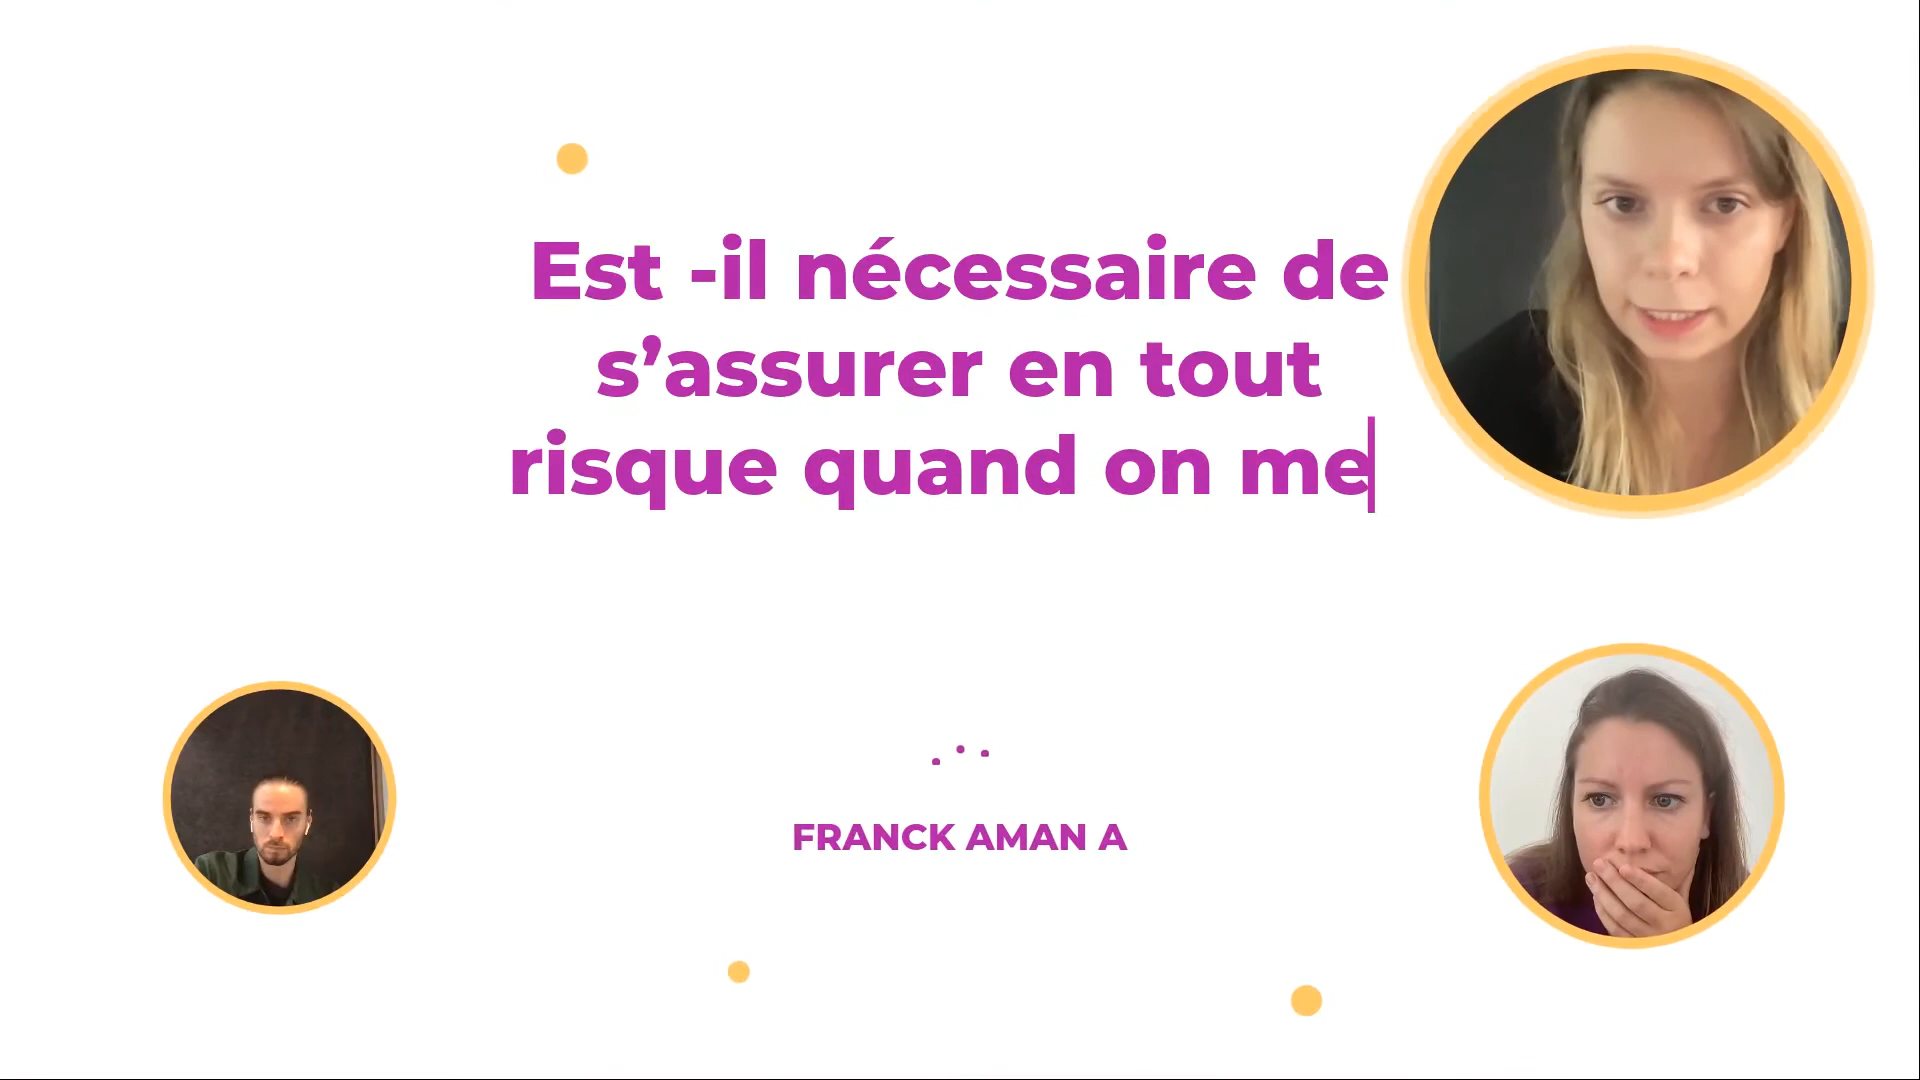 Est -il nécessaire de
s’assurer en tout
risque quand on me
FRANCK AMAN A